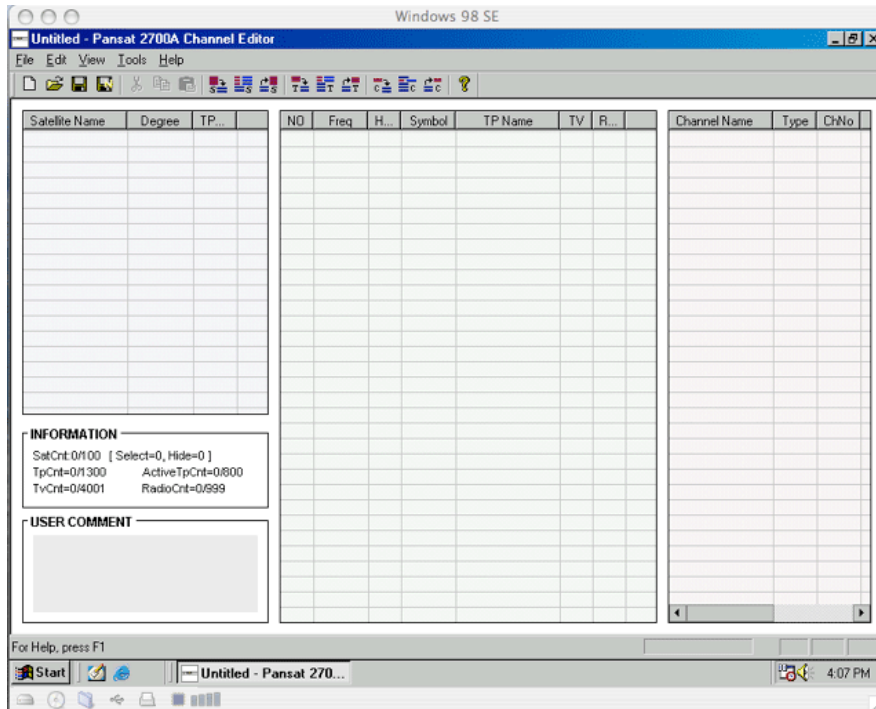 Windows 98 SE
Untitled - Pansat 2700A Channel Editor
File Edit View Tools Help
Satellite Name Degree TP...
NO Freq H... Symbol TP Name TV R...
Channel Name Type ChNo
INFORMATION
SatCnt:0/100 [ Select=0, Hide=0 ]
TpCnt=0/1300 ActiveTpCnt=0/800
TvCnt=0/4001 RadioCnt=0/999
USER COMMENT
For Help, press F1
Start Untitled - Pansat 270... 4:07 PM